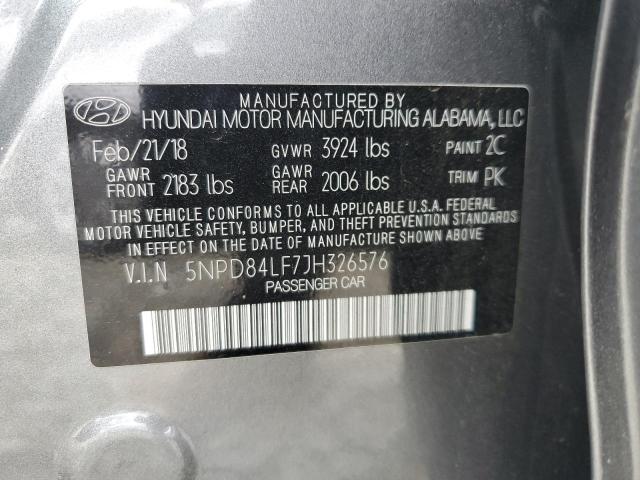 MANUFACTURED BY
HYUNDAI MOTOR MANUFACTURING ALABAMA, LLC
Feb/21/18 GVWR 3924 lbs PAINT 2C
GAWR FRONT 2183 lbs GAWR REAR 2006 lbs TRIM PK
THIS VEHICLE CONFORMS TO ALL APPLICABLE U.S.A. FEDERAL
MOTOR VEHICLE SAFETY, BUMPER, AND THEFT PREVENTION STANDARDS
IN EFFECT ON THE DATE OF MANUFACTURE SHOWN ABOVE.
V.I.N 5NPD84LF7JH326576
PASSENGER CAR